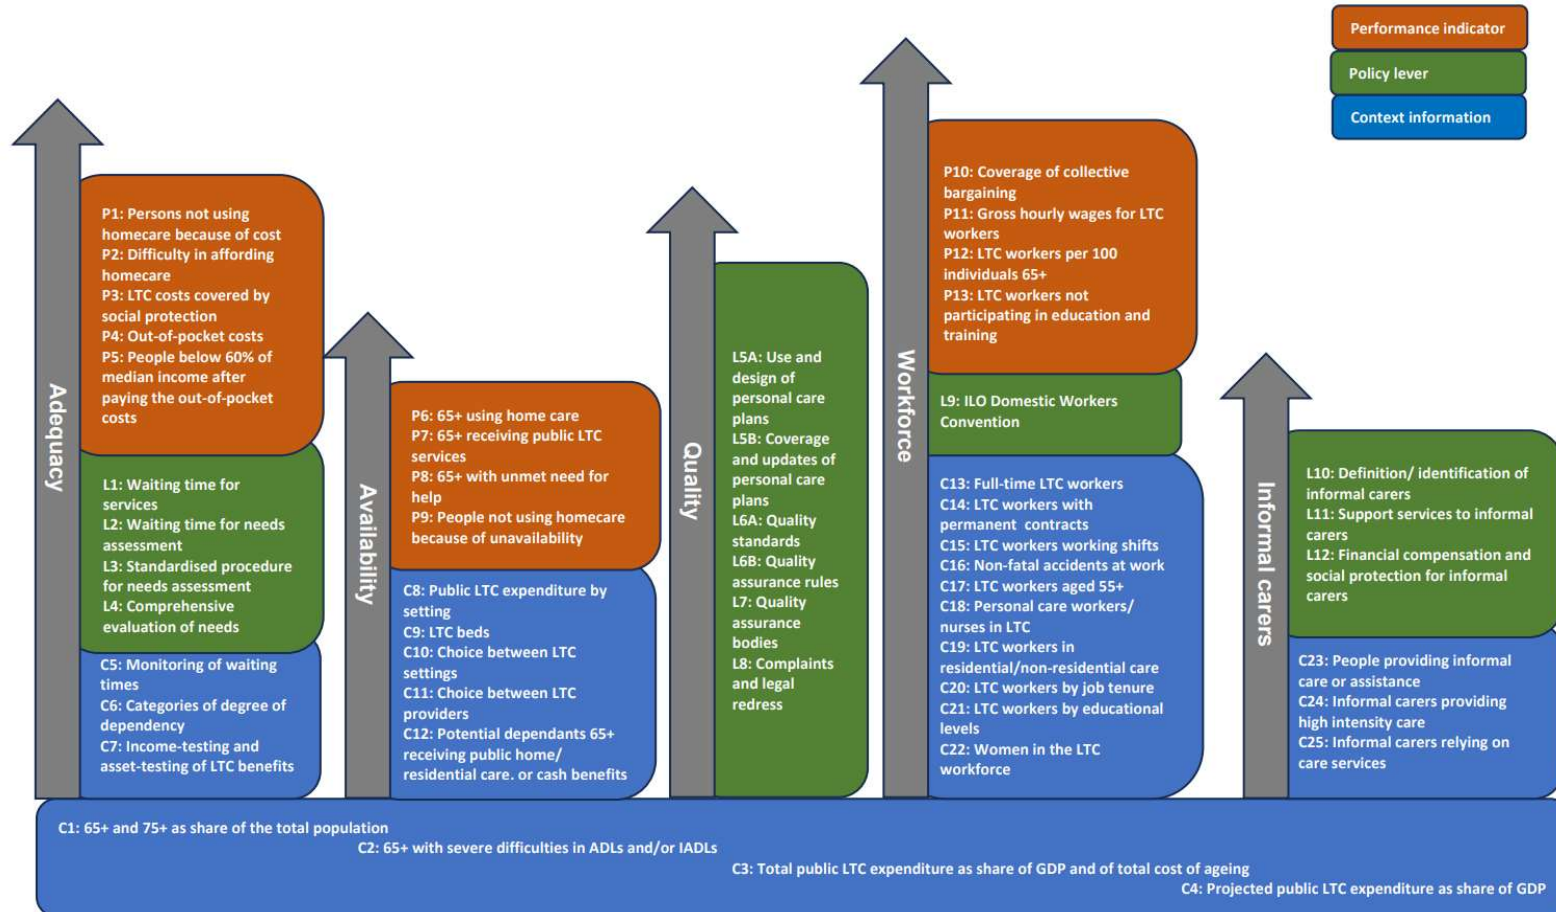 Performance indicator
Policy lever
Context information
Adequacy
P1: Persons not using
homecare because of cost
P2: Difficulty in affording
homecare
P3: LTC costs covered by
social protection
P4: Out-of-pocket costs
P5: People below 60% of
median income after
paying the out-of-pocket
costs
L1: Waiting time for
services
L2: Waiting time for needs
assessment
L3: Standardised procedure
for needs assessment
L4: Comprehensive
evaluation of needs
C5: Monitoring of waiting
times
C6: Categories of degree of
dependency
C7: Income-testing and
asset-testing of LTC benefits
Availability
P6: 65+ using home care
P7: 65+ receiving public LTC
services
P8: 65+ with unmet need for
help
P9: People not using homecare
because of unavailability
C8: Public LTC expenditure by
setting
C9: LTC beds
C10: Choice between LTC
settings
C11: Choice between LTC
providers
C12: Potential dependants 65+
receiving public home/
residential care. or cash benefits
Quality
L5A: Use and
design of
personal care
plans
L5B: Coverage
and updates of
personal care
plans
L6A: Quality
standards
L6B: Quality
assurance rules
L7: Quality
assurance
bodies
L8: Complaints
and legal
redress
Workforce
P10: Coverage of collective
bargaining
P11: Gross hourly wages for LTC
workers
P12: LTC workers per 100
individuals 65+
P13: LTC workers not
participating in education and
training
L9: ILO Domestic Workers
Convention
C13: Full-time LTC workers
C14: LTC workers with
permanent contracts
C15: LTC workers working shifts
C16: Non-fatal accidents at work
C17: LTC workers aged 55+
C18: Personal care workers/
nurses in LTC
C19: LTC workers in
residential/non-residential care
C20: LTC workers by job tenure
C21: LTC workers by educational
levels
C22: Women in the LTC
workforce
Informal carers
L10: Definition/ identification of
informal carers
L11: Support services to informal
carers
L12: Financial compensation and
social protection for informal
carers
C23: People providing informal
care or assistance
C24: Informal carers providing
high intensity care
C25: Informal carers relying on
care services
C1: 65+ and 75+ as share of the total population
C2: 65+ with severe difficulties in ADLs and/or IADLs
C3: Total public LTC expenditure as share of GDP and of total cost of ageing
C4: Projected public LTC expenditure as share of GDP